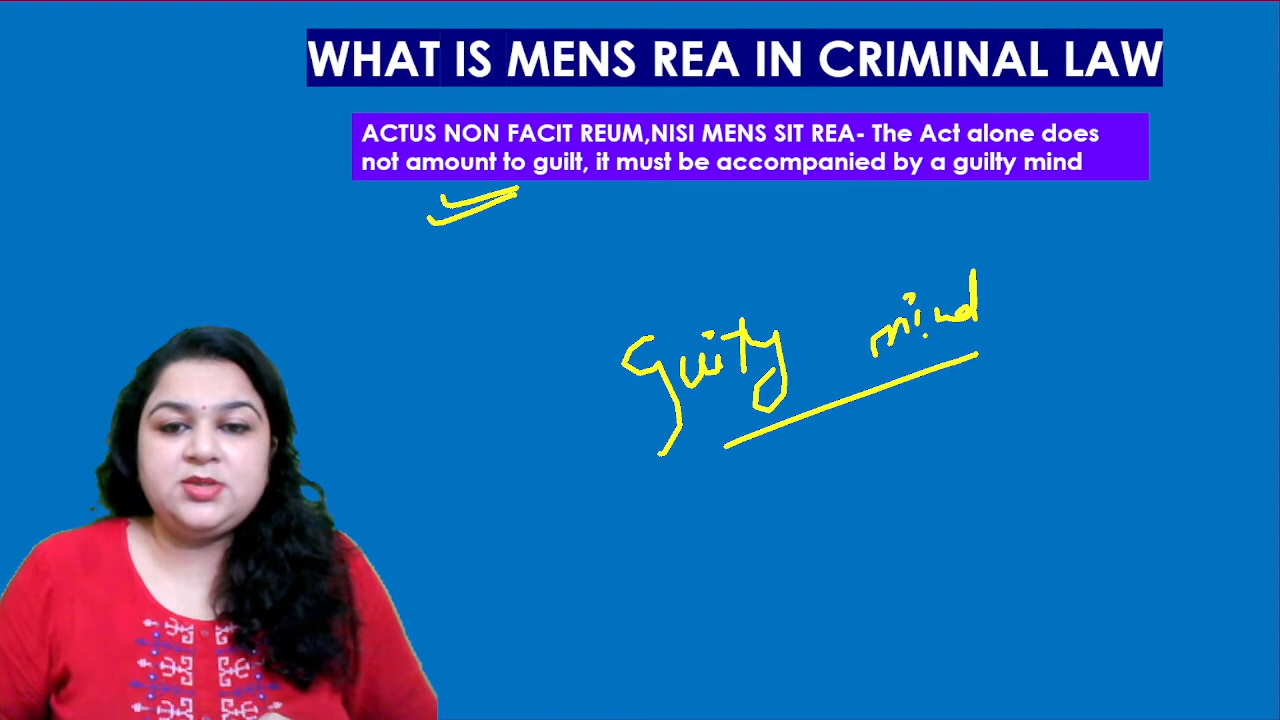 WHAT IS MENS REA IN CRIMINAL LAW
ACTUS NON FACIT REUM,NISI MENS SIT REA- The Act alone does
not amount to guilt, it must be accompanied by a guilty mind
guity mind